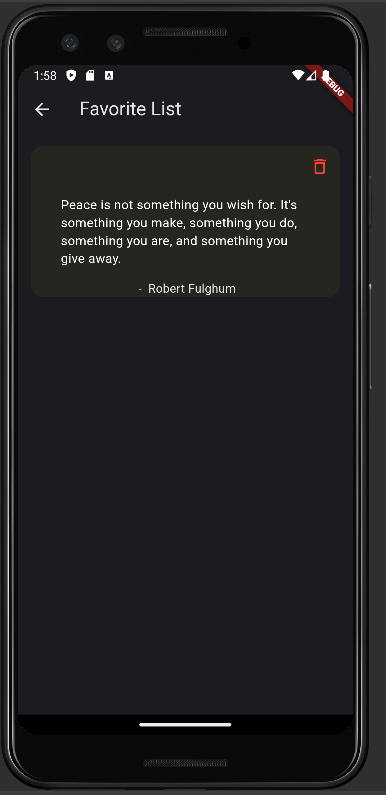 1:58
DEBUG
Favorite List
Peace is not something you wish for. It's
something you make, something you do,
something you are, and something you
give away.
- Robert Fulghum